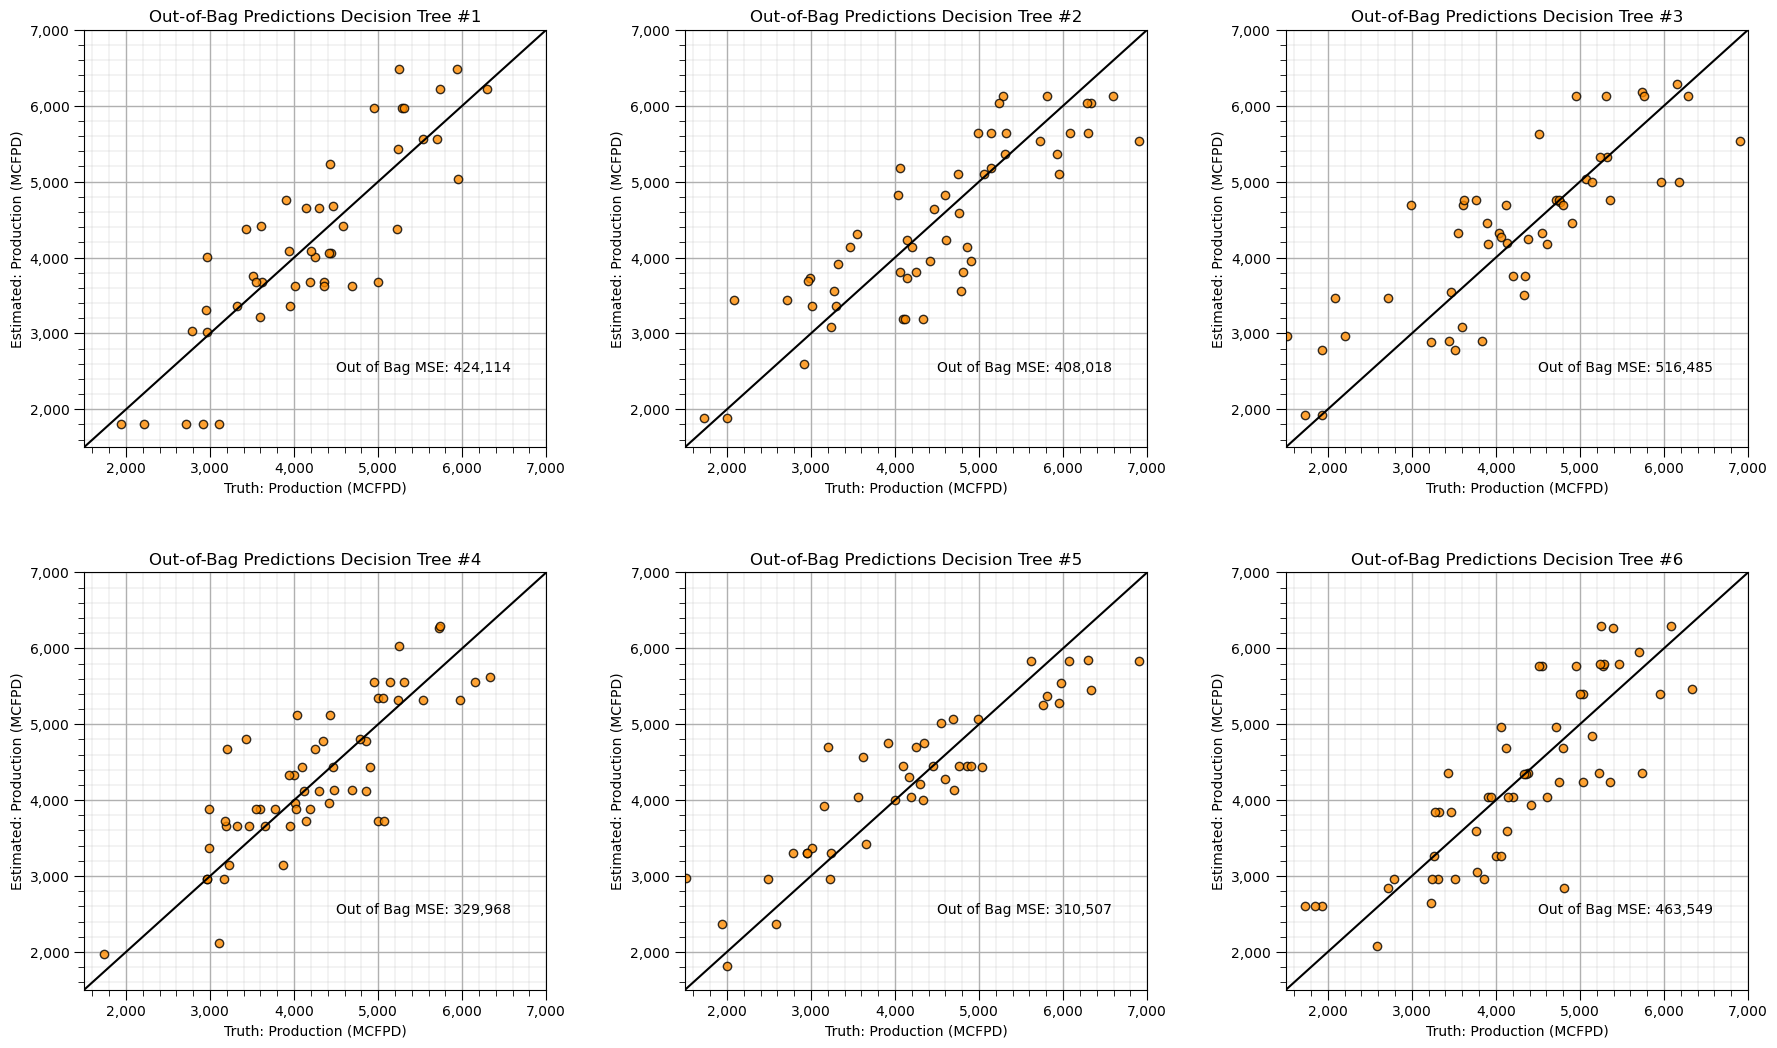 Out-of-Bag Predictions Decision Tree #1
7,000
6,000
5,000
4,000
3,000
2,000
Estimated: Production (MCFPD)
Out of Bag MSE: 424,114
2,000 3,000 4,000 5,000 6,000 7,000
Truth: Production (MCFPD)
Out-of-Bag Predictions Decision Tree #2
7,000
6,000
5,000
4,000
3,000
2,000
Estimated: Production (MCFPD)
Out of Bag MSE: 408,018
2,000 3,000 4,000 5,000 6,000 7,000
Truth: Production (MCFPD)
Out-of-Bag Predictions Decision Tree #3
7,000
6,000
5,000
4,000
3,000
2,000
Estimated: Production (MCFPD)
Out of Bag MSE: 516,485
2,000 3,000 4,000 5,000 6,000 7,000
Truth: Production (MCFPD)
Out-of-Bag Predictions Decision Tree #4
7,000
6,000
5,000
4,000
3,000
2,000
Estimated: Production (MCFPD)
Out of Bag MSE: 329,968
2,000 3,000 4,000 5,000 6,000 7,000
Truth: Production (MCFPD)
Out-of-Bag Predictions Decision Tree #5
7,000
6,000
5,000
4,000
3,000
2,000
Estimated: Production (MCFPD)
Out of Bag MSE: 310,507
2,000 3,000 4,000 5,000 6,000 7,000
Truth: Production (MCFPD)
Out-of-Bag Predictions Decision Tree #6
7,000
6,000
5,000
4,000
3,000
2,000
Estimated: Production (MCFPD)
Out of Bag MSE: 463,549
2,000 3,000 4,000 5,000 6,000 7,000
Truth: Production (MCFPD)